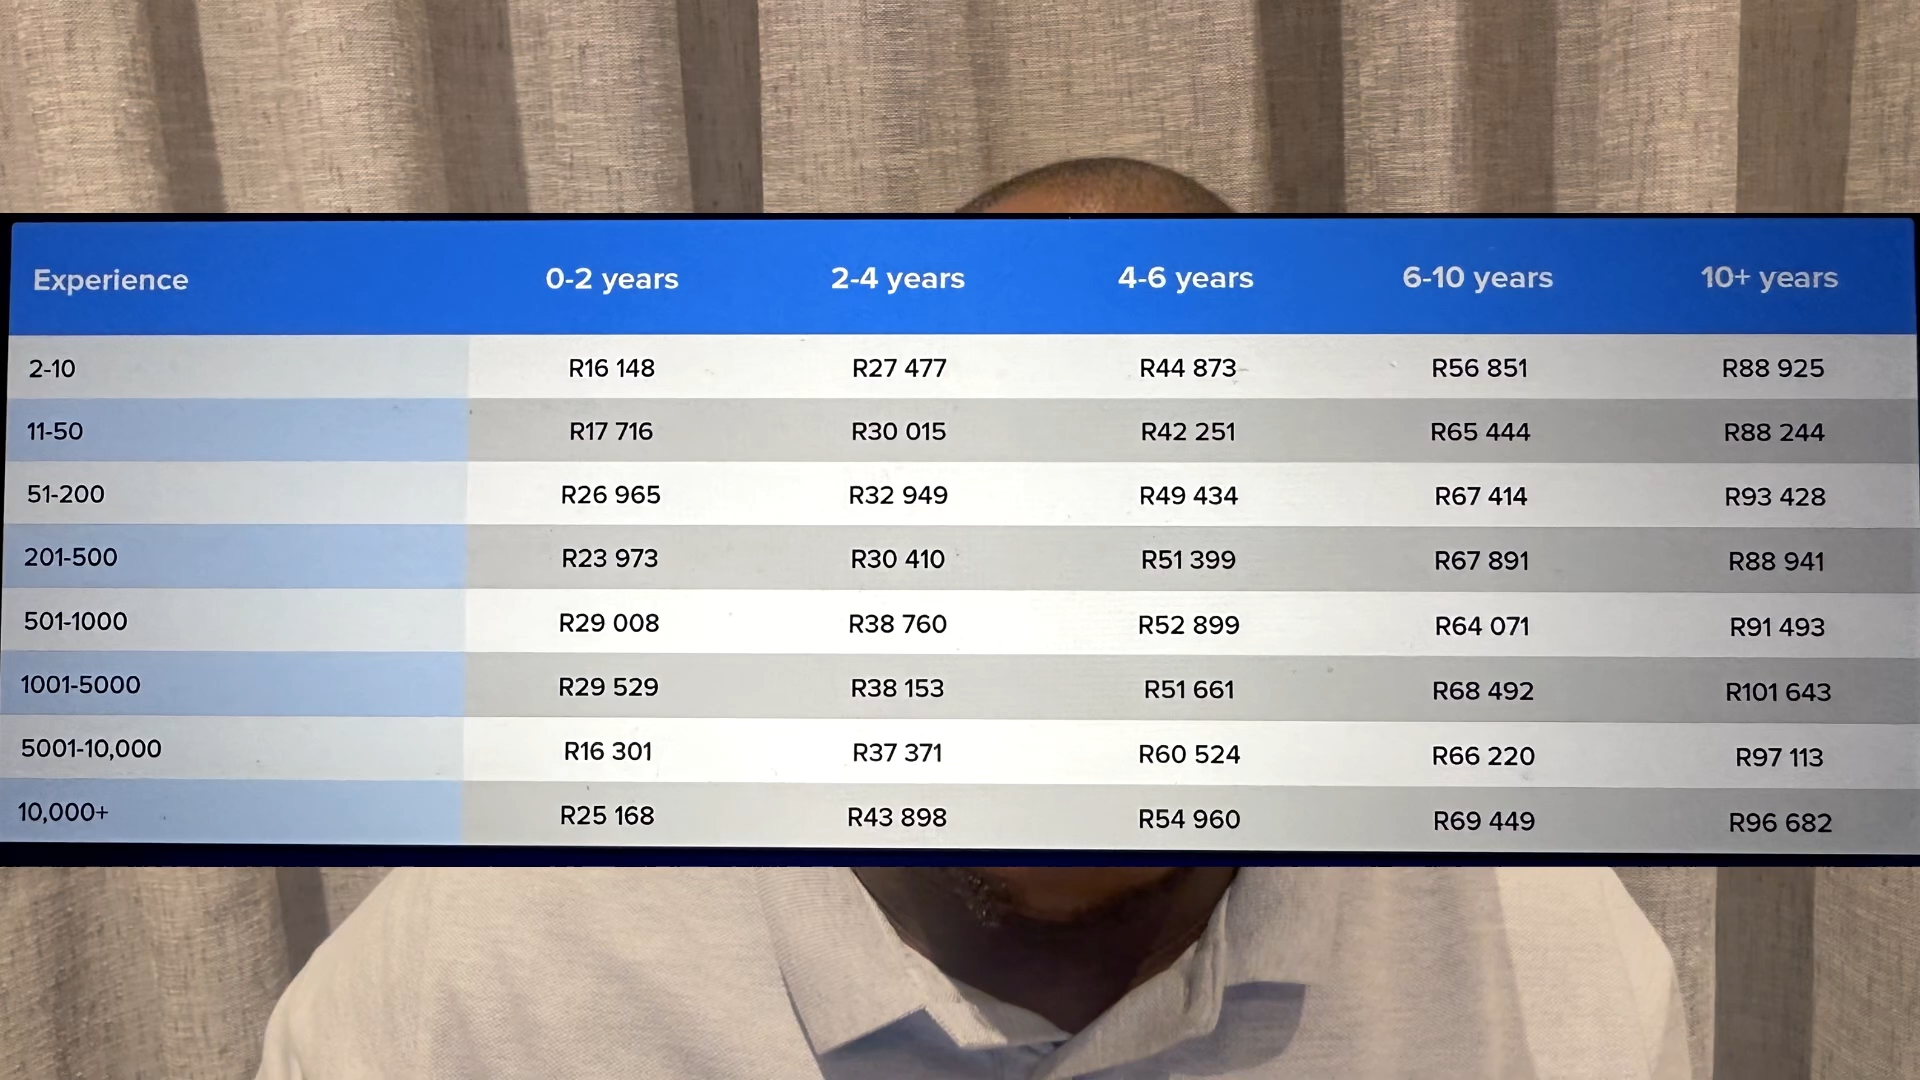 Experience 0-2 years 2-4 years 4-6 years 6-10 years 10+ years
2-10 R16 148 R27 477 R44 873 R56 851 R88 925
11-50 R17 716 R30 015 R42 251 R65 444 R88 244
51-200 R26 965 R32 949 R49 434 R67 414 R93 428
201-500 R23 973 R30 410 R51 399 R67 891 R88 941
501-1000 R29 008 R38 760 R52 899 R64 071 R91 493
1001-5000 R29 529 R38 153 R51 661 R68 492 R101 643
5001-10,000 R16 301 R37 371 R60 524 R66 220 R97 113
10,000+ R25 168 R43 898 R54 960 R69 449 R96 682